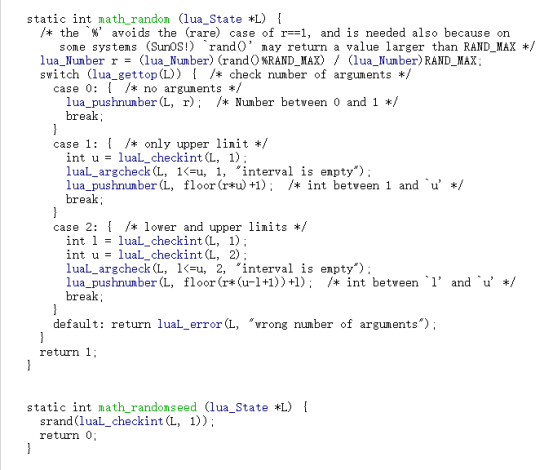 static int math_random (lua_State *L) {
  /* the `%' avoids the (rare) case of r==1, and is needed also because on
     some systems (SunOS!) `rand()' may return a value larger than RAND_MAX */
  lua_Number r = (lua_Number)(rand()%RAND_MAX) / (lua_Number)RAND_MAX;
  switch (lua_gettop(L)) {  /* check number of arguments */
    case 0: {  /* no arguments */
      lua_pushnumber(L, r);  /* Number between 0 and 1 */
      break;
    }
    case 1: {  /* only upper limit */
      int u = luaL_checkint(L, 1);
      luaL_argcheck(L, 1<=u, 1, "interval is empty");
      lua_pushnumber(L, floor(r*u)+1);  /* int between 1 and `u' */
      break;
    }
    case 2: {  /* lower and upper limits */
      int l = luaL_checkint(L, 1);
      int u = luaL_checkint(L, 2);
      luaL_argcheck(L, l<=u, 2, "interval is empty");
      lua_pushnumber(L, floor(r*(u-l+1))+l);  /* int between `l' and `u' */
      break;
    }
    default: return luaL_error(L, "wrong number of arguments");
  }
  return 1;
}

static int math_randomseed (lua_State *L) {
  srand(luaL_checkint(L, 1));
  return 0;
}